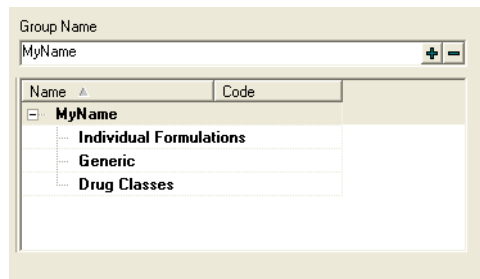 Group Name
MyName
Name Code
MyName
Individual Formulations
Generic
Drug Classes